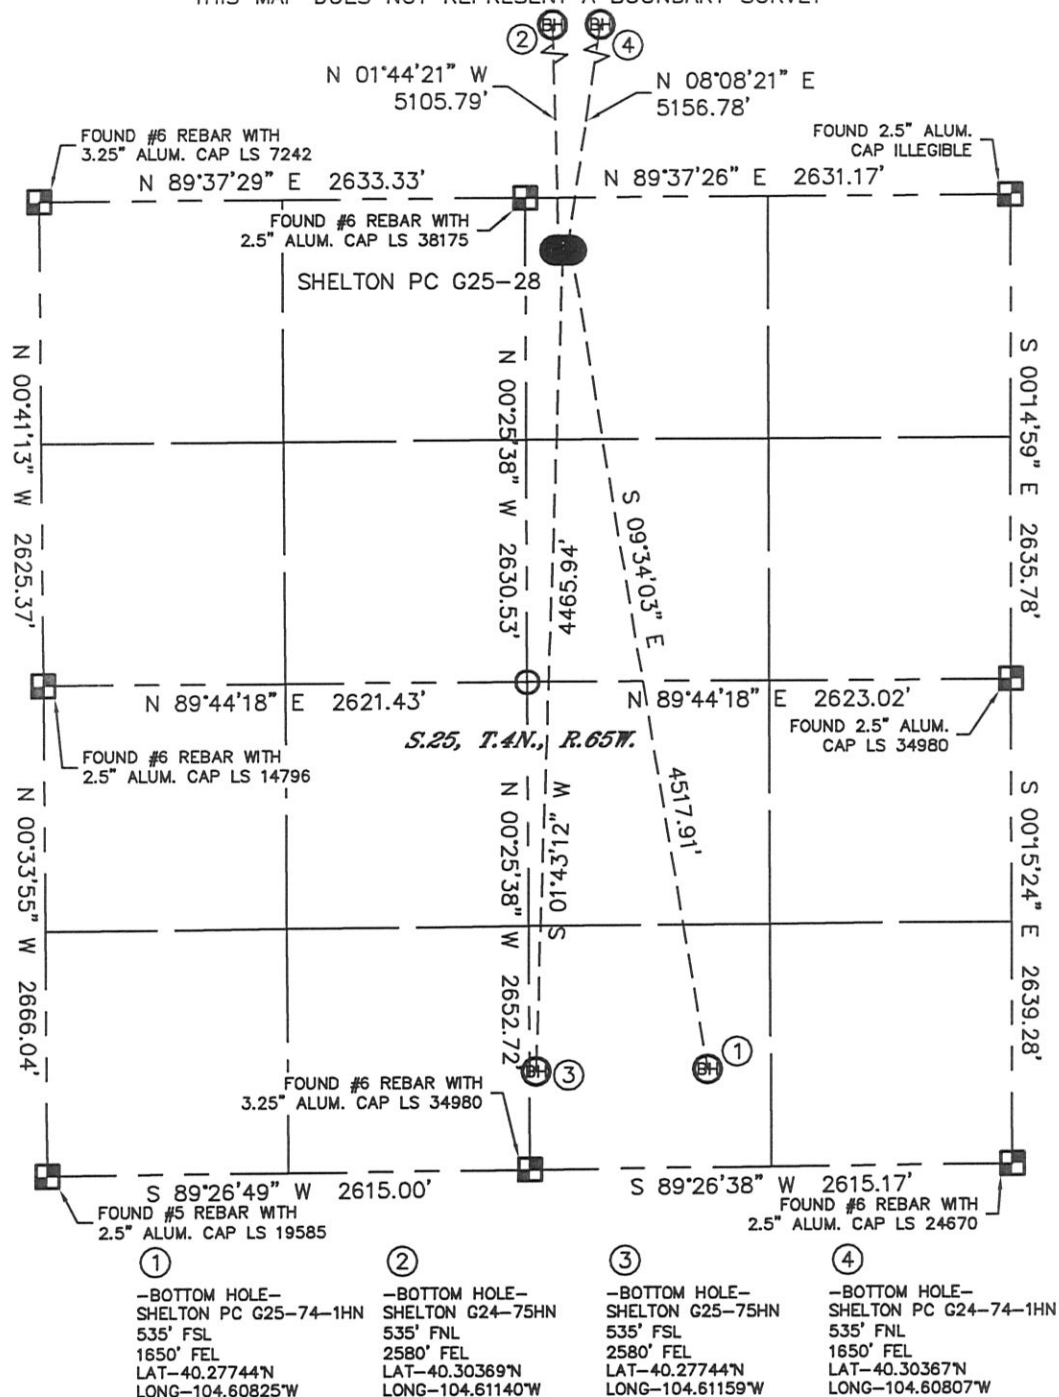 THIS MAP DOES NOT REPRESENT A BOUNDARY SURVEY
BH BH
2 4
N 01°44'21" W
5105.79'
N 08°08'21" E
5156.78'
FOUND #6 REBAR WITH
3.25" ALUM. CAP LS 7242
FOUND 2.5" ALUM.
CAP ILLEGIBLE
N 89°37'29" E 2633.33'
N 89°37'26" E 2631.17'
FOUND #6 REBAR WITH
2.5" ALUM. CAP LS 38175
SHELTON PC G25-28
N 00°41'13" W 2625.37'
N 00°25'38" W 2630.53'
4465.94'
S 09°34'03" E
S 00°14'59" E 2635.78'
N 89°44'18" E 2621.43'
N 89°44'18" E 2623.02'
S.25, T.4N., R.65W.
FOUND #6 REBAR WITH
2.5" ALUM. CAP LS 14796
FOUND 2.5" ALUM.
CAP LS 34980
N 00°33'55" W 2666.04'
N 00°25'38" W 2652.72'
S 01°43'12" W
4517.91'
S 00°15'24" E 2639.28'
BH 3
BH 1
FOUND #6 REBAR WITH
3.25" ALUM. CAP LS 34980
S 89°26'49" W 2615.00'
S 89°26'38" W 2615.17'
FOUND #5 REBAR WITH
2.5" ALUM. CAP LS 19585
FOUND #6 REBAR WITH
2.5" ALUM. CAP LS 24670
1
-BOTTOM HOLE-
SHELTON PC G25-74-1HN
535' FSL
1650' FEL
LAT-40.27744°N
LONG-104.60825°W
2
-BOTTOM HOLE-
SHELTON G24-75HN
535' FNL
2580' FEL
LAT-40.30369°N
LONG-104.61140°W
3
-BOTTOM HOLE-
SHELTON G25-75HN
535' FSL
2580' FEL
LAT-40.27744°N
LONG-104.61159°W
4
-BOTTOM HOLE-
SHELTON PC G24-74-1HN
535' FNL
1650' FEL
LAT-40.30367°N
LONG-104.60807°W